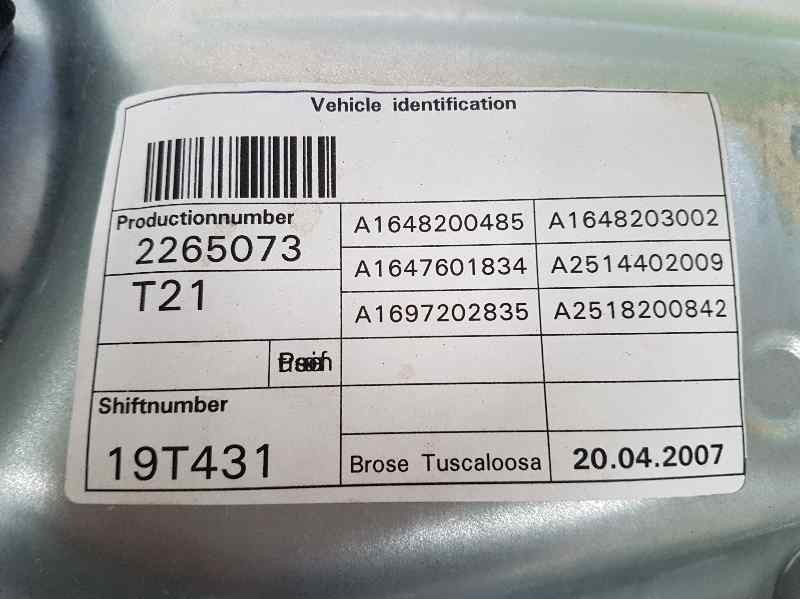 Vehicle identification
Productionnumber
2265073
T21
Shiftnumber
19T431
A1648200485 A1648203002
A1647601834 A2514402009
A1697202835 A2518200842
Brose Tuscaloosa 20.04.2007